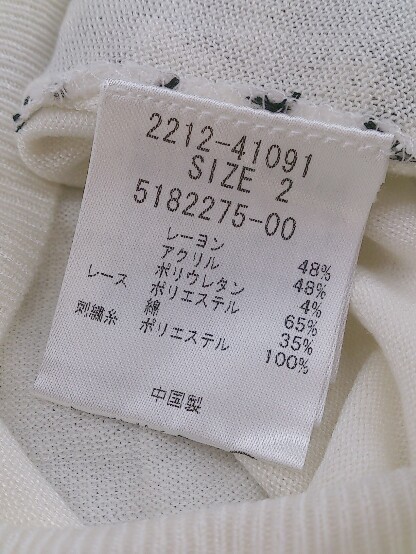 2212-41091
SIZE 2
5182275-00
レーヨン 48%
アクリル 48%
ポリウレタン 4%
レース ポリエステル 65%
綿 35%
刺繍糸 ポリエステル 100%
中国製